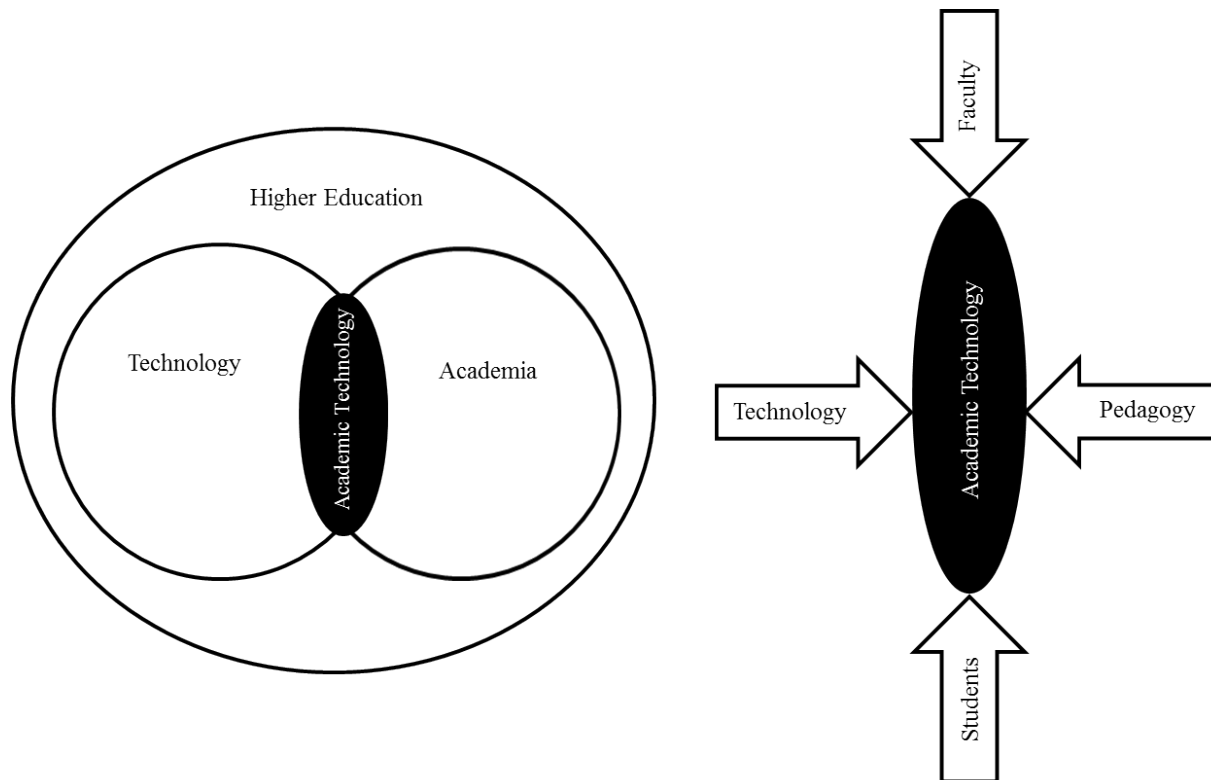 Higher Education
Technology
Academic Technology
Academia
Faculty
Technology
Academic Technology
Pedagogy
Students